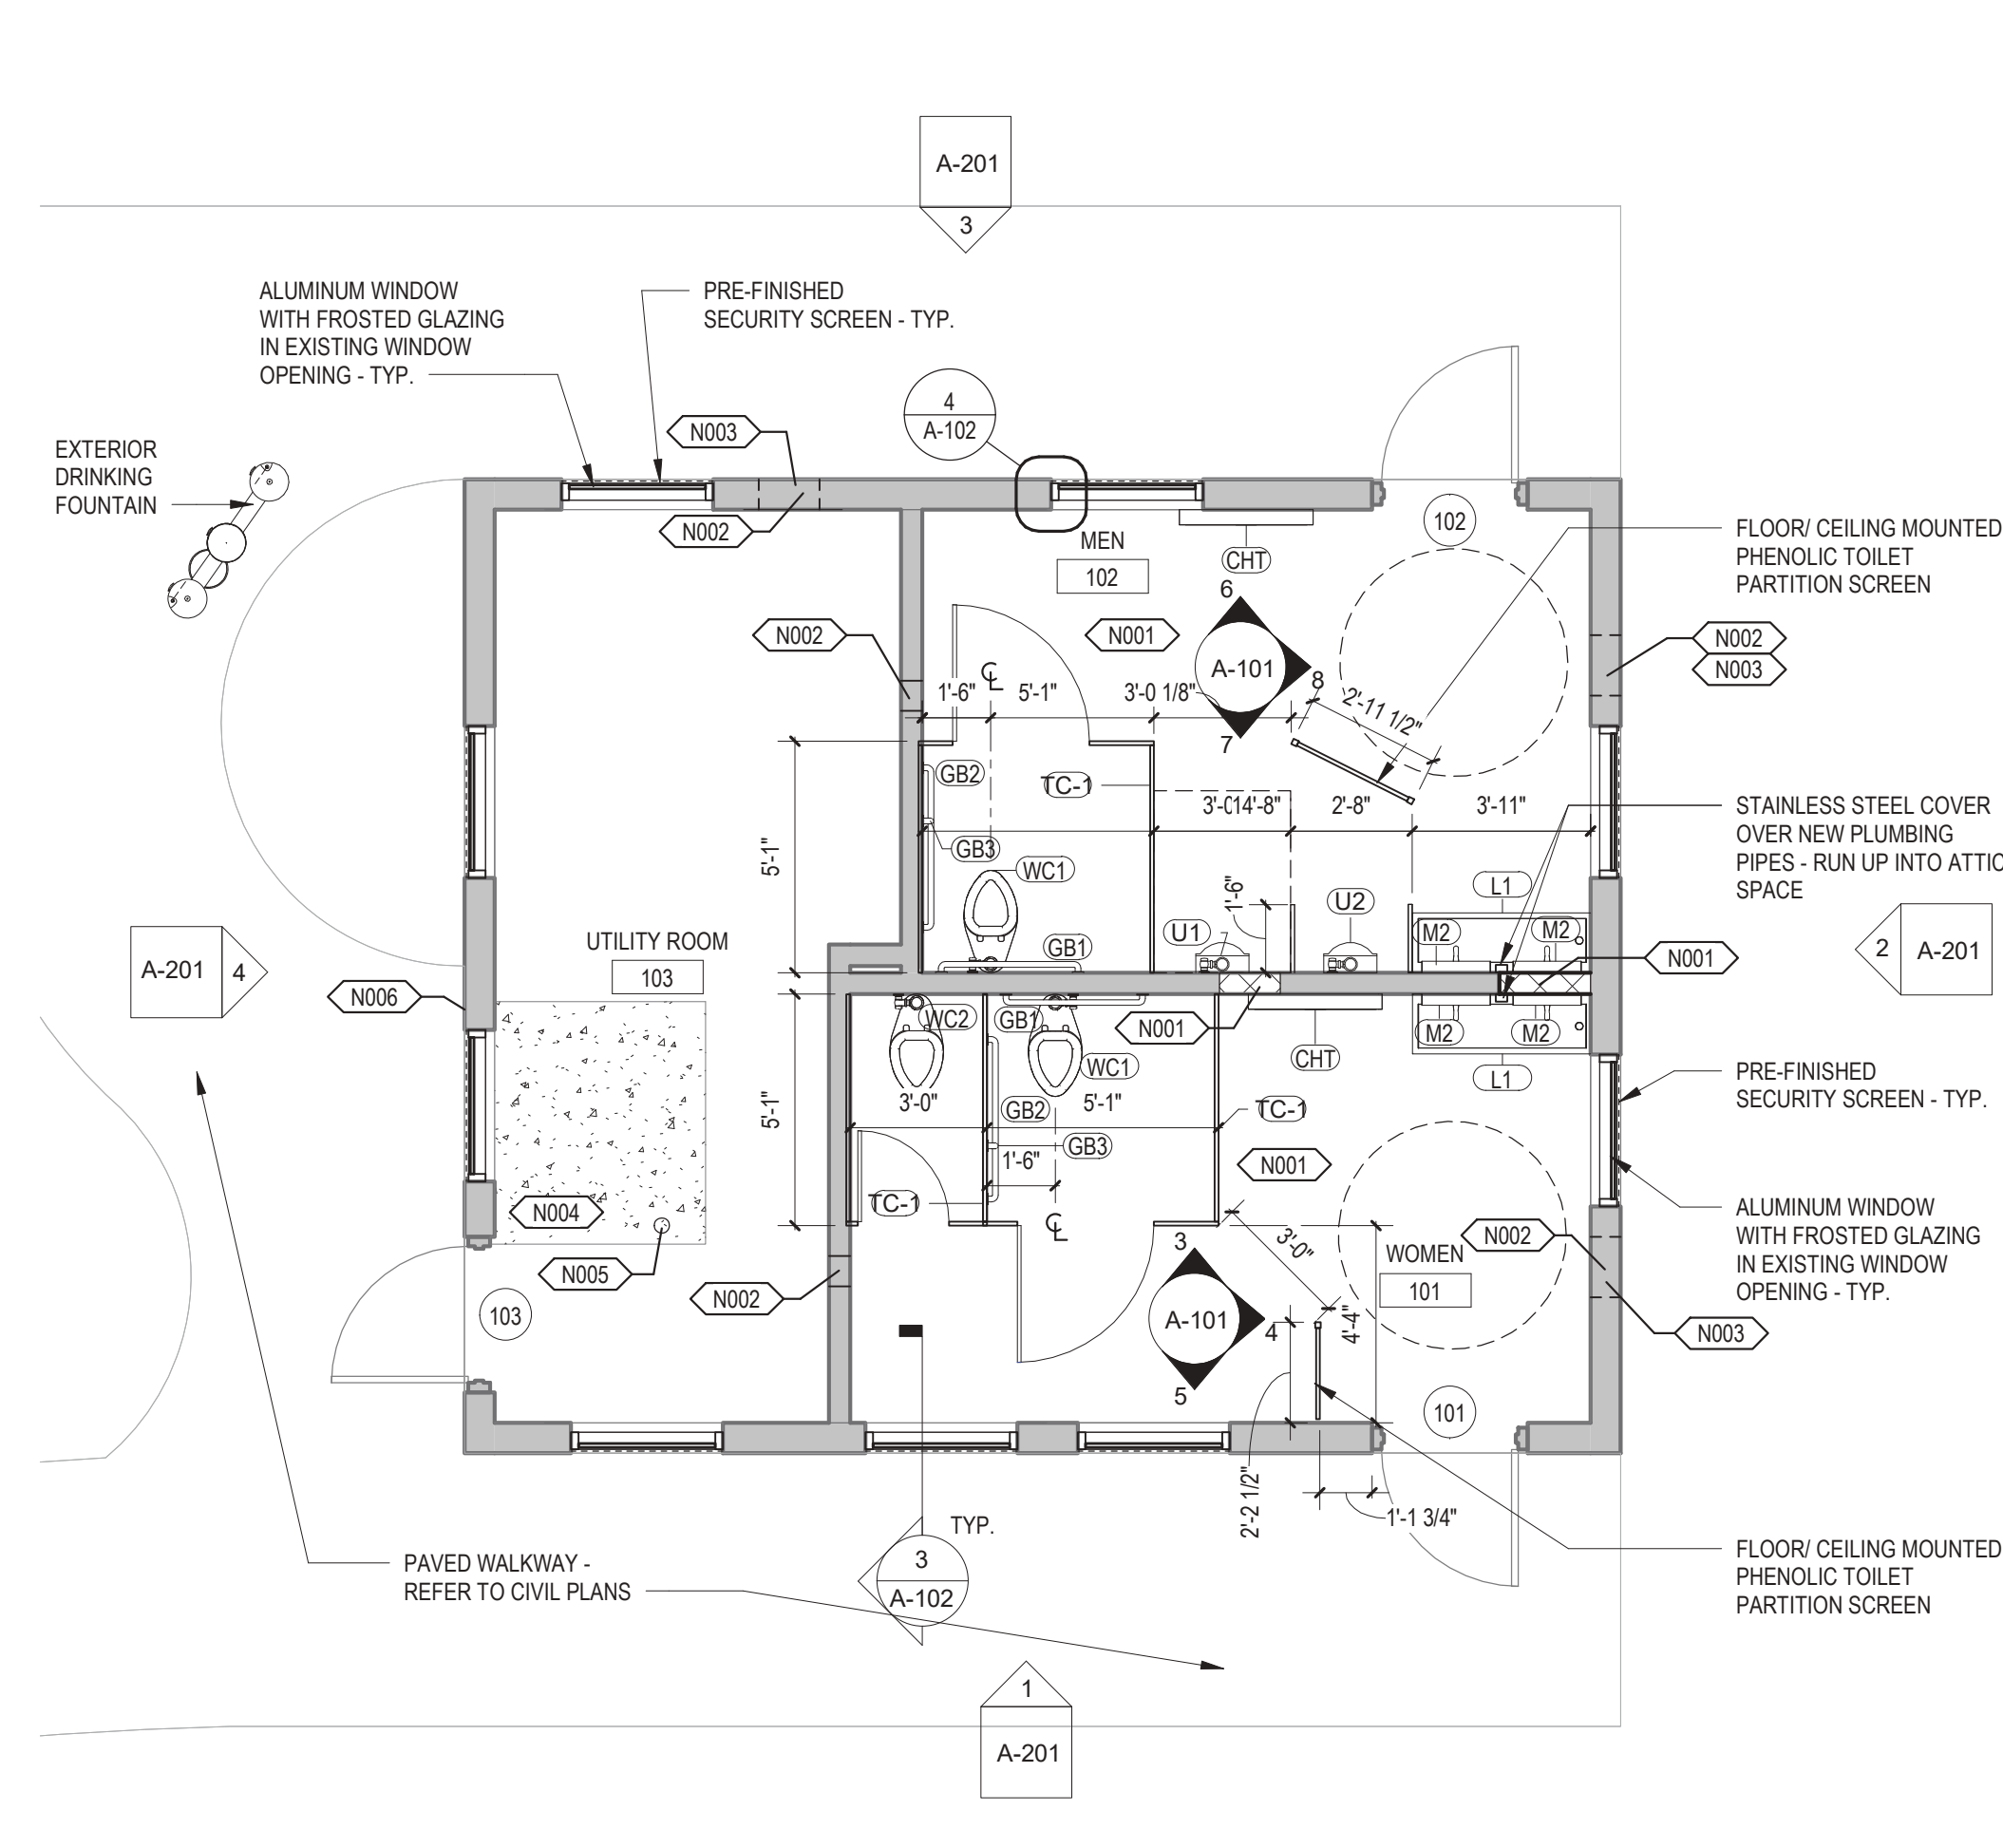 A-201
3
ALUMINUM WINDOW
WITH FROSTED GLAZING
IN EXISTING WINDOW
OPENING - TYP.
PRE-FINISHED
SECURITY SCREEN - TYP.
EXTERIOR
DRINKING
FOUNTAIN
N003
4
A-102
N002
MEN
102
CHT
102
FLOOR/ CEILING MOUNTED
PHENOLIC TOILET
PARTITION SCREEN
N002
N001
6
A-101
8
7
N002
N003
1'-6"
℄
5'-1"
3'-0 1/8"
2'-11 1/2"
GB2
TC-1
5'-1"
GB3
WC1
3'-0
14'-8"
2'-8"
3'-11"
STAINLESS STEEL COVER
OVER NEW PLUMBING
PIPES - RUN UP INTO ATTIC
SPACE
1'-6"
U1
U2
L1
M2
M2
GB1
N001
2
A-201
A-201
4
UTILITY ROOM
103
N006
WC2
GB1
N001
M2
M2
CHT
WC1
L1
PRE-FINISHED
SECURITY SCREEN - TYP.
5'-1"
3'-0"
GB2
5'-1"
TC-1
GB3
1'-6"
N001
TC-1
℄
N004
N005
N002
103
3
A-101
4
5
3'-0"
4'-4"
WOMEN
101
N002
ALUMINUM WINDOW
WITH FROSTED GLAZING
IN EXISTING WINDOW
OPENING - TYP.
N003
101
2'-2 1/2"
1'-1 3/4"
TYP.
3
A-102
PAVED WALKWAY -
REFER TO CIVIL PLANS
FLOOR/ CEILING MOUNTED
PHENOLIC TOILET
PARTITION SCREEN
1
A-201